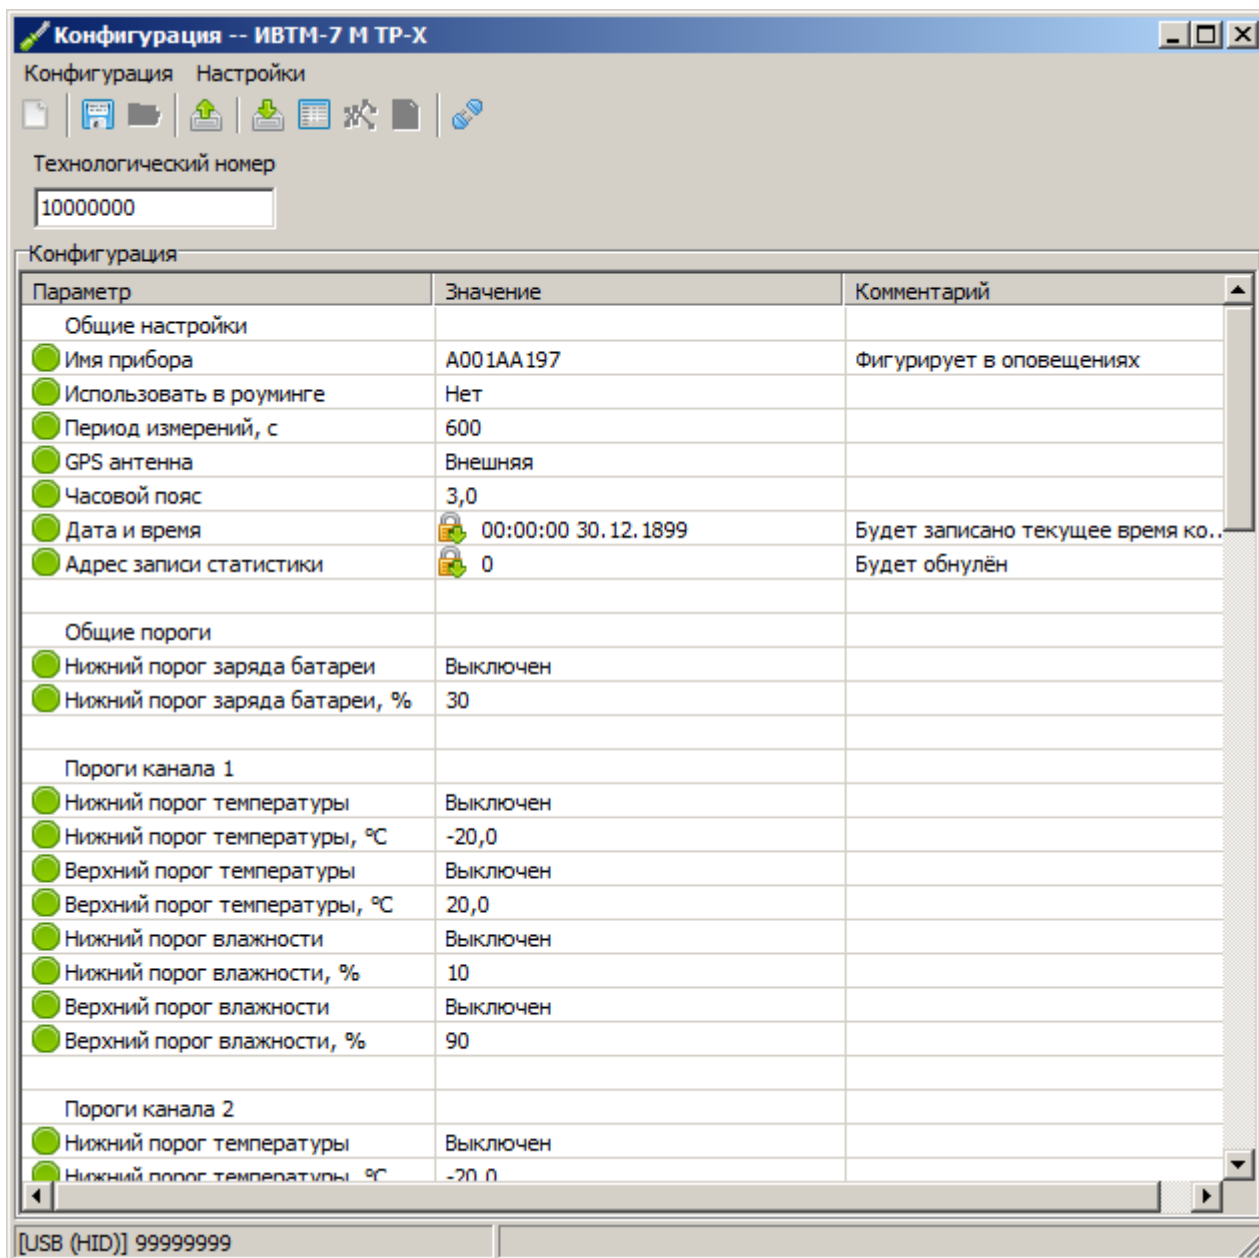 Конфигурация -- ИВТМ-7 М ТР-Х
Конфигурация Настройки
Технологический номер
10000000
Конфигурация
Параметр Значение Комментарий
Общие настройки
Имя прибора A001AA197 Фигурирует в оповещениях
Использовать в роуминге Нет
Период измерений, с 600
GPS антенна Внешняя
Часовой пояс 3,0
Дата и время 00:00:00 30.12.1899 Будет записано текущее время ко...
Адрес записи статистики 0 Будет обнулён
Общие пороги
Нижний порог заряда батареи Выключен
Нижний порог заряда батареи, % 30
Пороги канала 1
Нижний порог температуры Выключен
Нижний порог температуры, °C -20,0
Верхний порог температуры Выключен
Верхний порог температуры, °C 20,0
Нижний порог влажности Выключен
Нижний порог влажности, % 10
Верхний порог влажности Выключен
Верхний порог влажности, % 90
Пороги канала 2
Нижний порог температуры Выключен
Нижний порог температуры, °C -20,0
[USB (HID)] 99999999